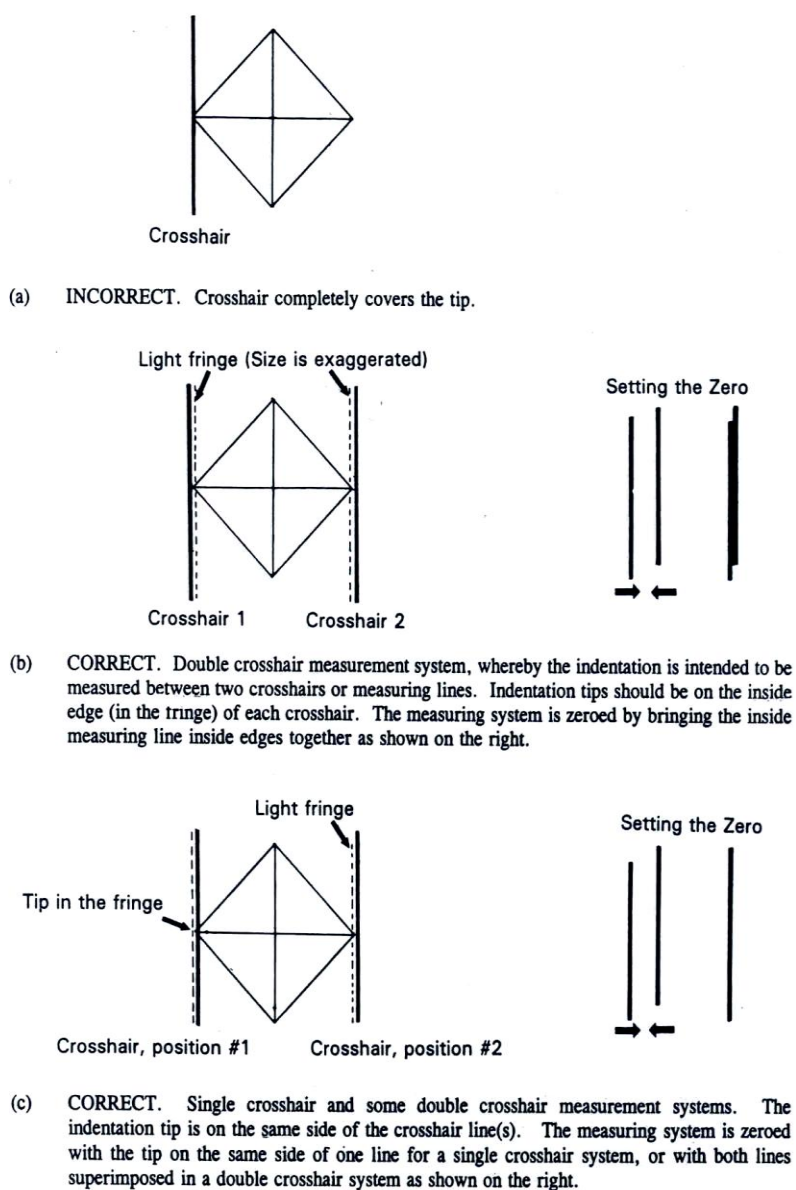 Crosshair
(a) INCORRECT. Crosshair completely covers the tip.
Light fringe (Size is exaggerated)
Setting the Zero
Crosshair 1 Crosshair 2
(b) CORRECT. Double crosshair measurement system, whereby the indentation is intended to be
measured between two crosshairs or measuring lines. Indentation tips should be on the inside
edge (in the tringe) of each crosshair. The measuring system is zeroed by bringing the inside
measuring line inside edges together as shown on the right.
Light fringe
Setting the Zero
Tip in the fringe
Crosshair, position #1 Crosshair, position #2
(c) CORRECT. Single crosshair and some double crosshair measurement systems. The
indentation tip is on the same side of the crosshair line(s). The measuring system is zeroed
with the tip on the same side of one line for a single crosshair system, or with both lines
superimposed in a double crosshair system as shown on the right.